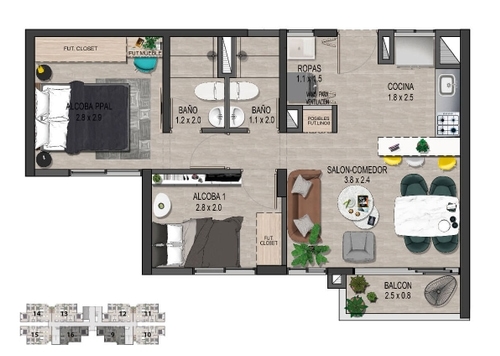 FUT. CLOSET
FUT.MUEBLE
ALCOBA PPAL
2.8 x 2.9
BAÑO
1.2 x 2.0
BAÑO
1.1 x 2.0
ROPAS
1.1 x 1.5
VANO PARA
VENTILACIÓN
POSIBLES
COCINA
1.8 x 2.5
SALON-COMEDOR
3.8 x 2.4
ALCOBA 1
2.8 x 2.0
FUT.
CLOSET
BALCON
2.5 x 0.8
14
13
12
11
15
16
9
10